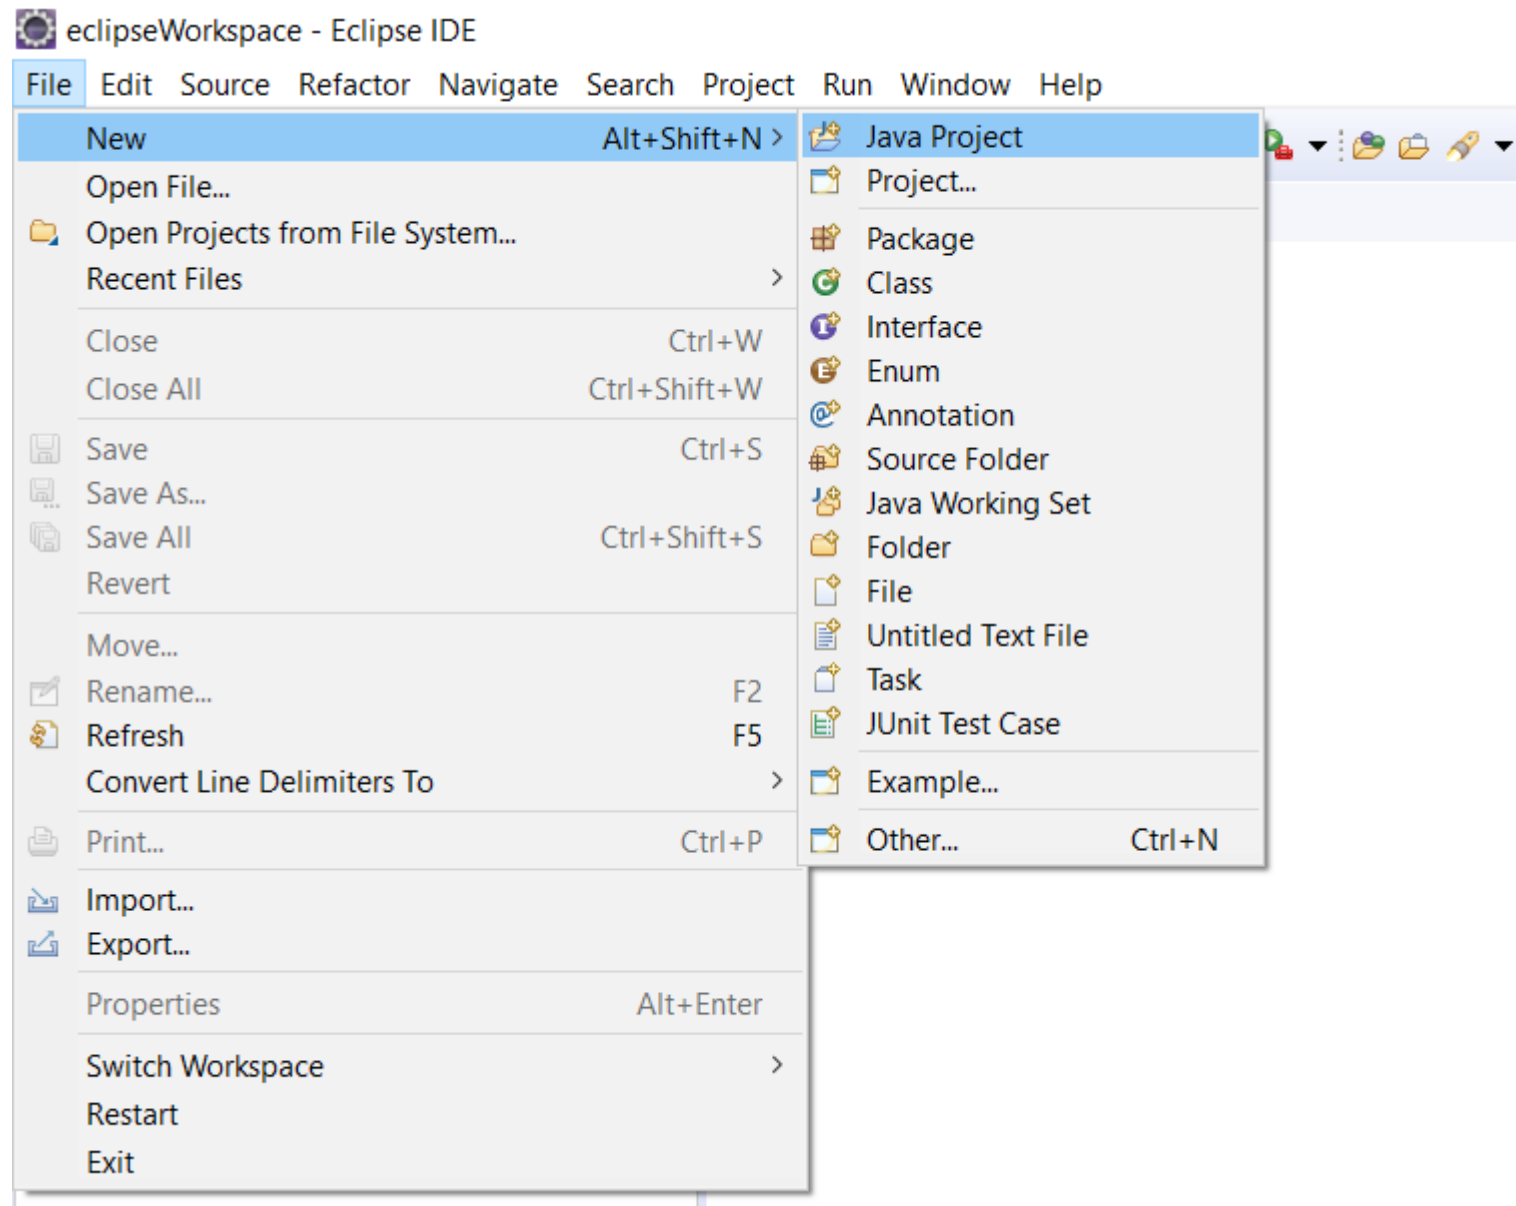 eclipseWorkspace - Eclipse IDE
File Edit Source Refactor Navigate Search Project Run Window Help
New Alt+Shift+N >
Open File...
Open Projects from File System...
Recent Files >
Close Ctrl+W
Close All Ctrl+Shift+W
Save Ctrl+S
Save As...
Save All Ctrl+Shift+S
Revert
Move...
Rename... F2
Refresh F5
Convert Line Delimiters To >
Print... Ctrl+P
Import...
Export...
Properties Alt+Enter
Switch Workspace >
Restart
Exit
Java Project
Project...
Package
Class
Interface
Enum
Annotation
Source Folder
Java Working Set
Folder
File
Untitled Text File
Task
JUnit Test Case
Example...
Other... Ctrl+N